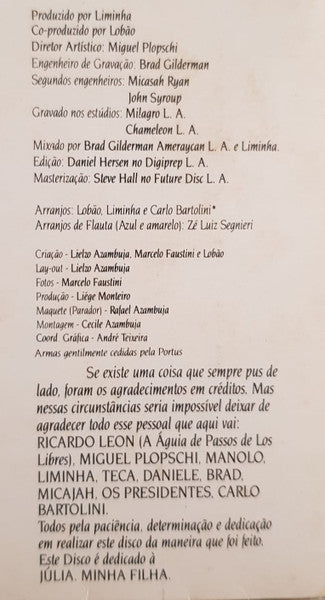 Produzido por Liminha
Co-produzido por Lobão
Diretor Artístico: Miguel Plopschi
Engenheiro de Gravação: Brad Gilderman
Segundos engenheiros: Micasah Ryan
John Syroup
Gravado nos estúdios: Milagro L. A.
Chameleon L. A.
Mixado por Brad Gilderman Ameraycan L. A. e Liminha.
Edição: Daniel Hersen no Digiprep L. A.
Masterização: Steve Hall no Future Disc L. A.
Arranjos: Lobão, Liminha e Carlo Bartolini*
Arranjos de Flauta (Azul e amarelo): Zé Luiz Segnieri
Criação - Lielzo Azambuja, Marcelo Faustini e Lobão
Lay-out - Lielzo Azambuja
Fotos - Marcelo Faustini
Produção - Liége Monteiro
Maquete (Parador) - Rafael Azambuja
Montagem - Cecile Azambuja
Coord. Gráfica - André Teixeira
Armas gentilmente cedidas pela Portus
Se existe uma coisa que sempre pus de
lado, foram os agradecimentos em créditos. Mas
nessas circunstâncias seria impossível deixar de
agradecer todo esse pessoal que aqui vai:
RICARDO LEON (A Águia de Passos de Los
Libres), MIGUEL PLOPSCHI, MANOLO,
LIMINHA, TECA, DANIELE, BRAD,
MICAJAH, OS PRESIDENTES, CARLO
BARTOLINI.
Todos pela paciência, determinação e dedicação
em realizar este disco da maneira que foi feito.
Este Disco é dedicado à
JÚLIA, MINHA FILHA.